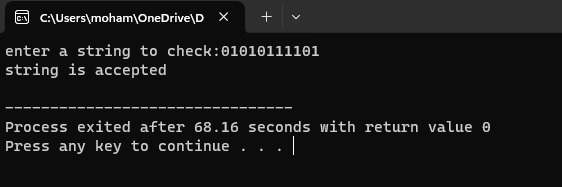 C:\Users\moham\OneDrive\D
enter a string to check:01010111101
string is accepted
--------------------------------
Process exited after 68.16 seconds with return value 0
Press any key to continue . . .